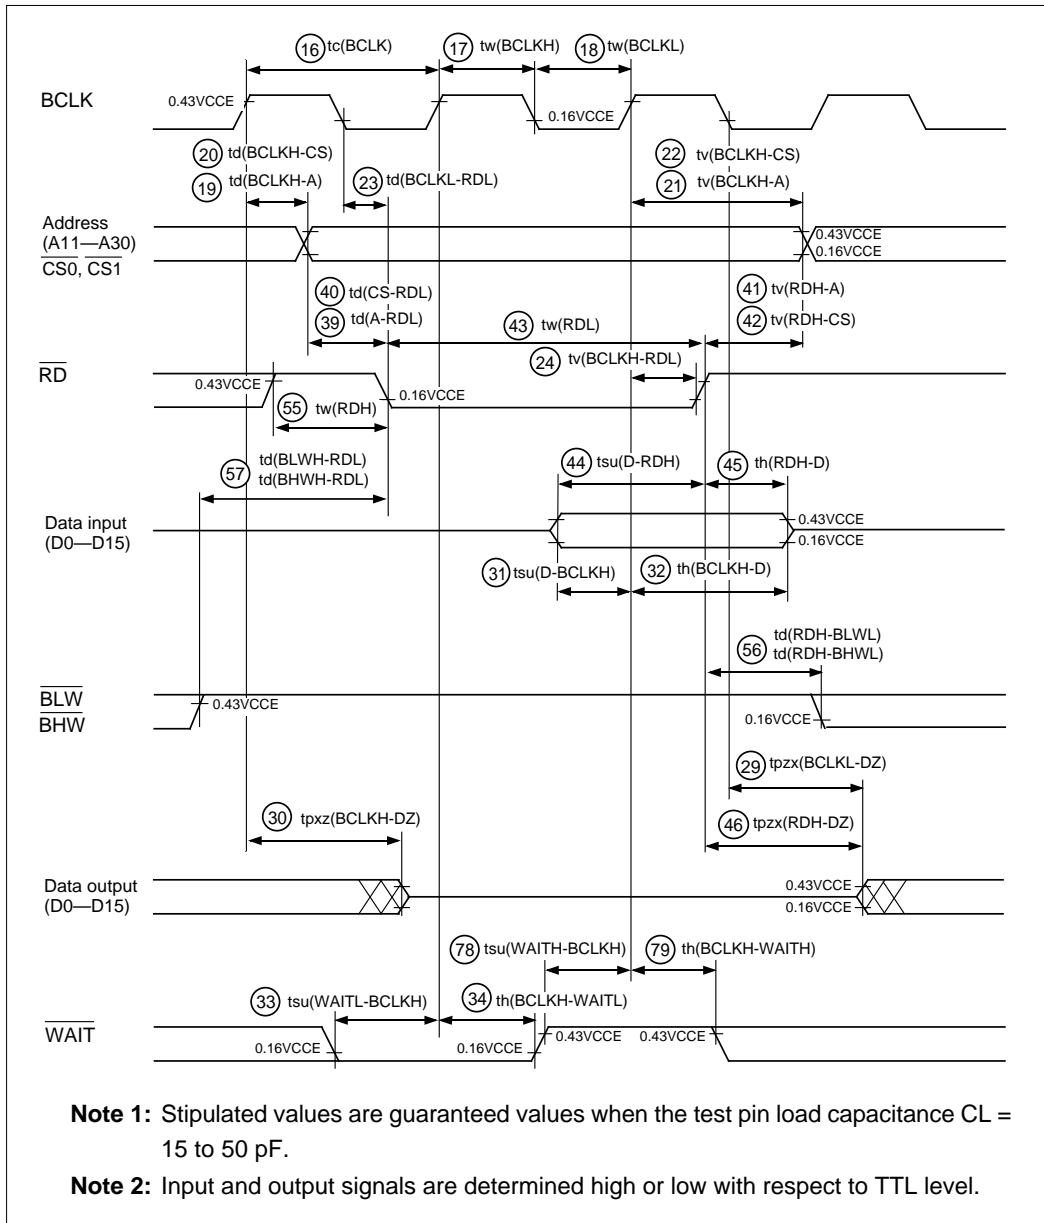 16 tc(BCLK) 17 tw(BCLKH) 18 tw(BCLKL)
BCLK
0.43VCCE
0.16VCCE
20 td(BCLKH-CS)
19 td(BCLKH-A)
23 td(BCLKL-RDL)
22 tv(BCLKH-CS)
21 tv(BCLKH-A)
Address
(A11—A30)
CS0, CS1
0.43VCCE
0.16VCCE
40 td(CS-RDL)
39 td(A-RDL)
43 tw(RDL)
41 tv(RDH-A)
42 tv(RDH-CS)
24 tv(BCLKH-RDL)
RD
0.43VCCE
0.16VCCE
55 tw(RDH)
57 td(BLWH-RDL)
td(BHWH-RDL)
44 tsu(D-RDH)
45 th(RDH-D)
Data input
(D0—D15)
0.43VCCE
0.16VCCE
31 tsu(D-BCLKH)
32 th(BCLKH-D)
56 td(RDH-BLWL)
td(RDH-BHWL)
BLW
BHW
0.43VCCE
0.16VCCE
29 tpzx(BCLKL-DZ)
30 tpxz(BCLKH-DZ)
46 tpzx(RDH-DZ)
Data output
(D0—D15)
0.43VCCE
0.16VCCE
78 tsu(WAITH-BCLKH)
79 th(BCLKH-WAITH)
33 tsu(WAITL-BCLKH)
34 th(BCLKH-WAITL)
WAIT
0.16VCCE
0.16VCCE
0.43VCCE
0.43VCCE
Note 1: Stipulated values are guaranteed values when the test pin load capacitance CL =
15 to 50 pF.
Note 2: Input and output signals are determined high or low with respect to TTL level.